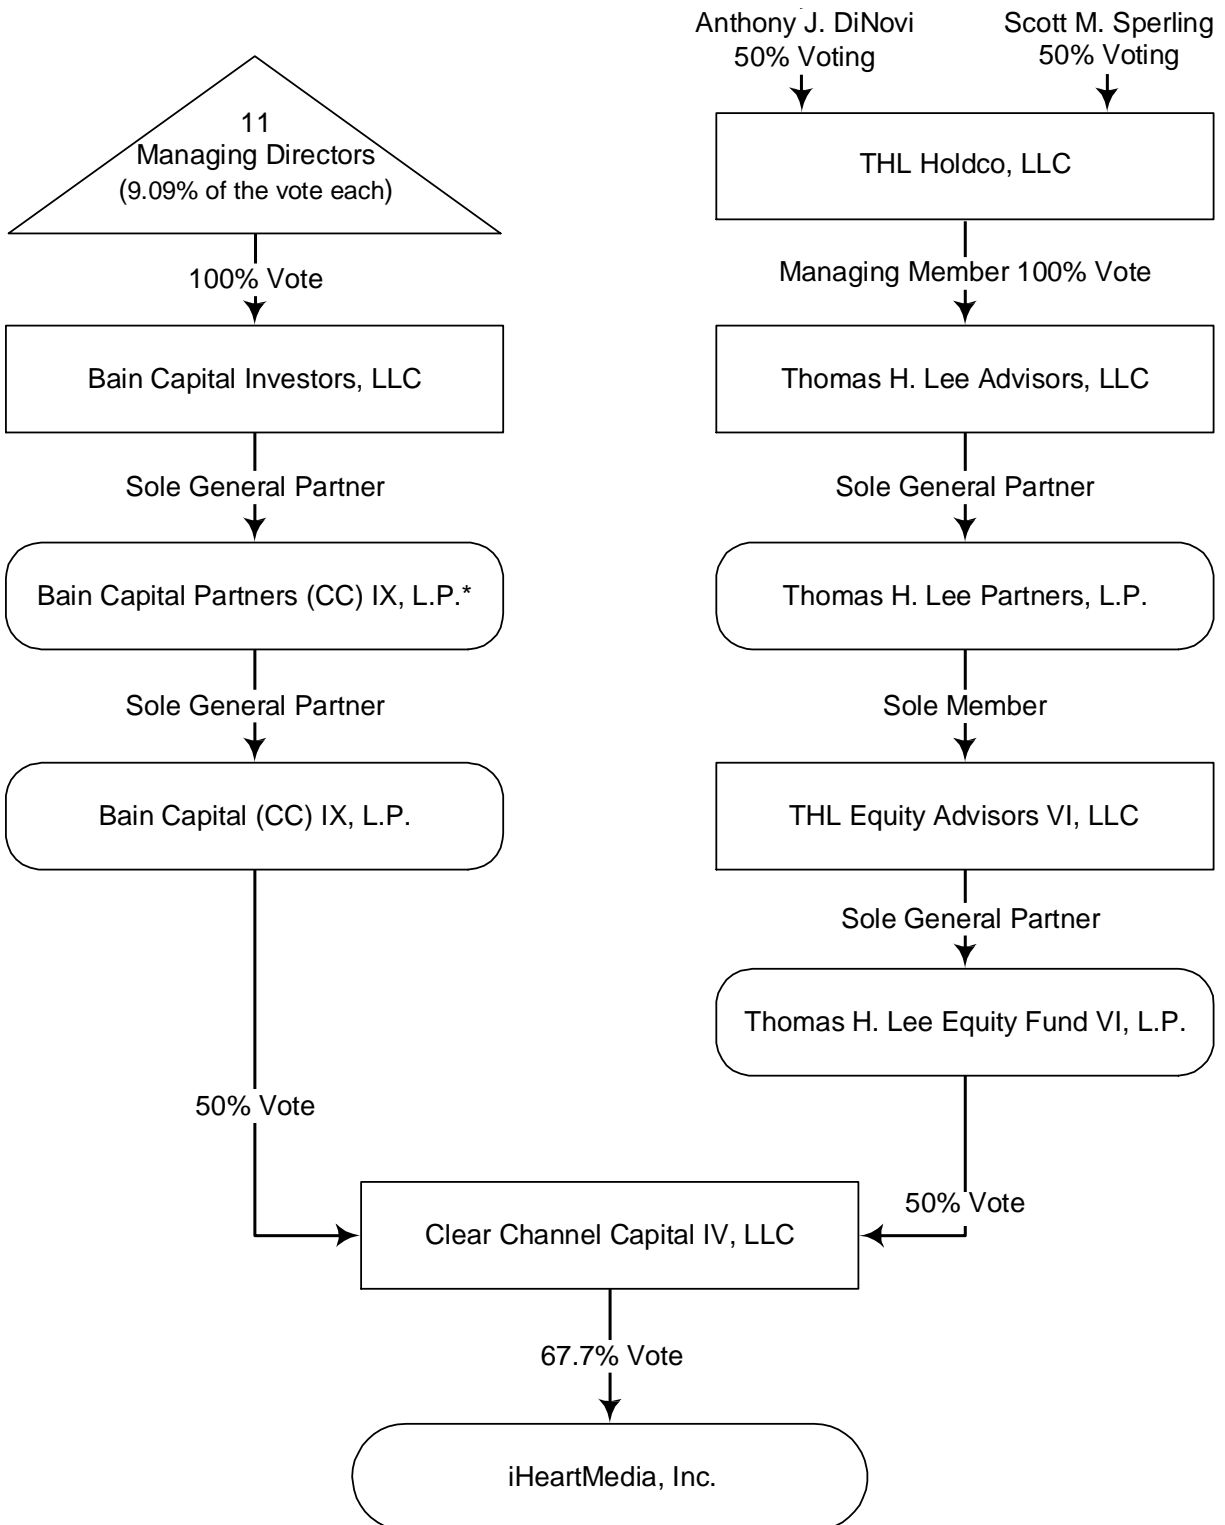 Anthony J. DiNovi
50% Voting
Scott M. Sperling
50% Voting
11
Managing Directors
(9.09% of the vote each)
THL Holdco, LLC
100% Vote
Managing Member 100% Vote
Bain Capital Investors, LLC
Thomas H. Lee Advisors, LLC
Sole General Partner
Sole General Partner
Bain Capital Partners (CC) IX, L.P.*
Thomas H. Lee Partners, L.P.
Sole General Partner
Sole Member
Bain Capital (CC) IX, L.P.
THL Equity Advisors VI, LLC
Sole General Partner
Thomas H. Lee Equity Fund VI, L.P.
50% Vote
50% Vote
Clear Channel Capital IV, LLC
67.7% Vote
iHeartMedia, Inc.